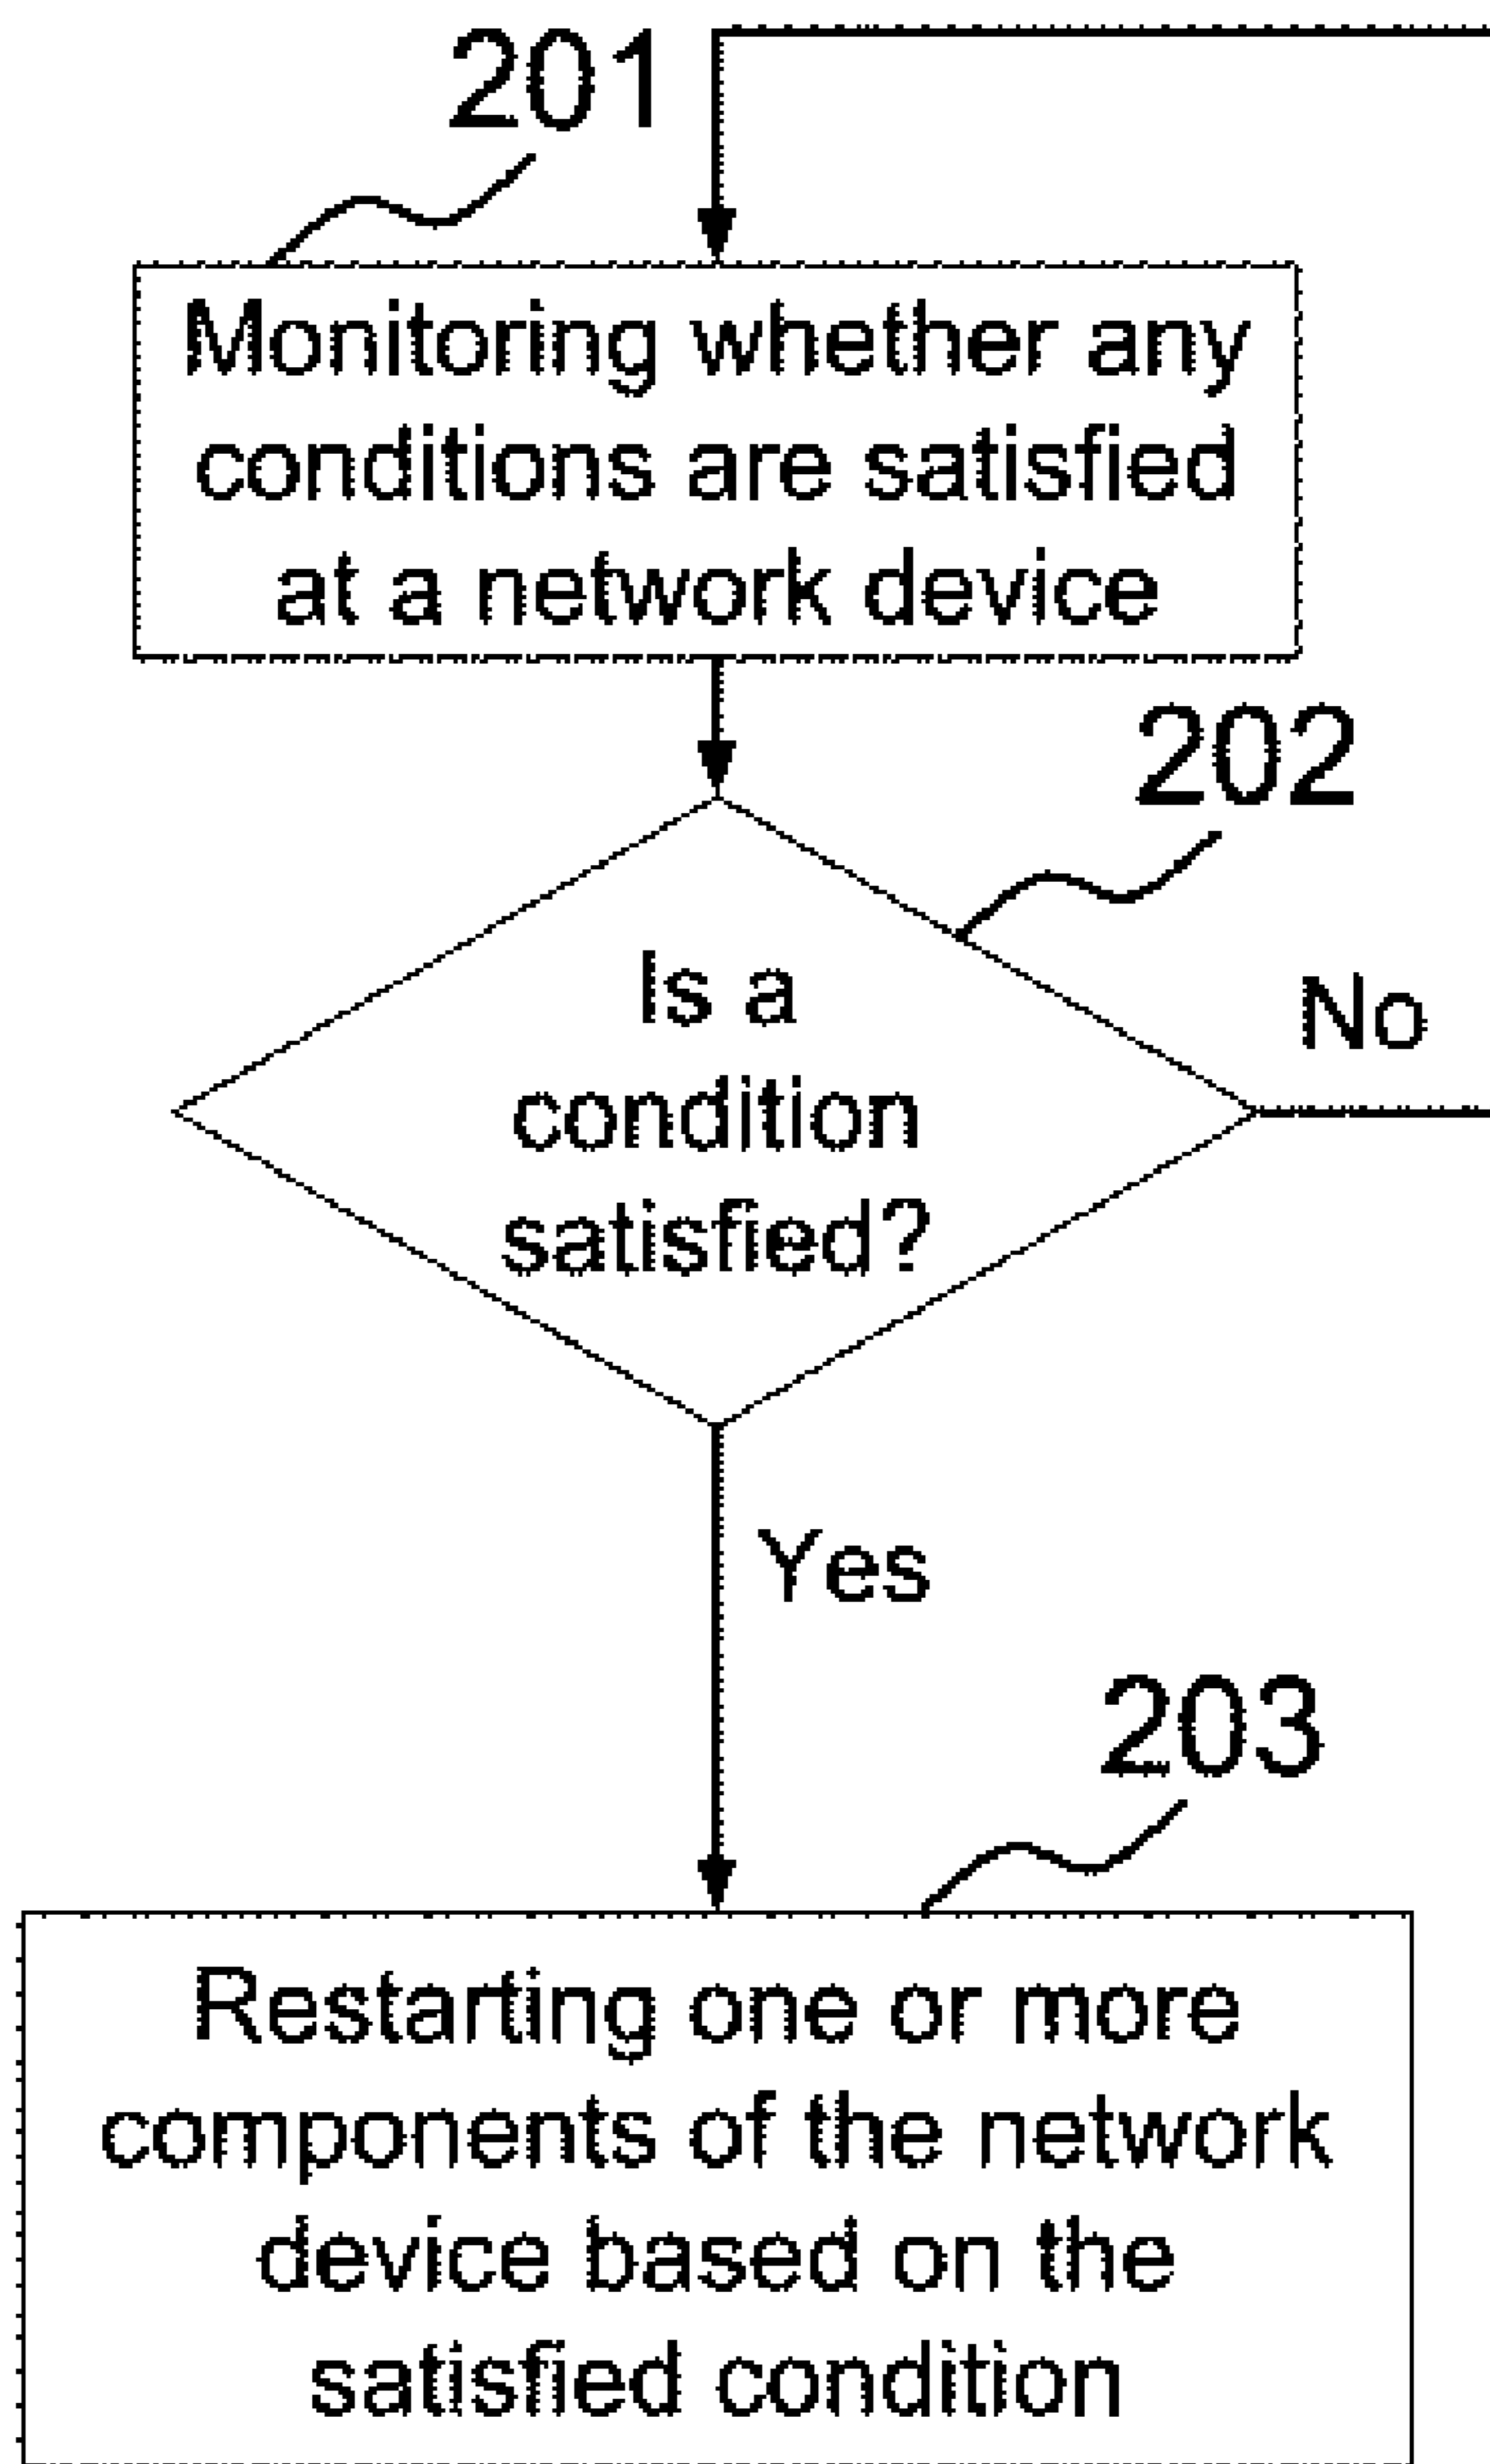 201
Monitoring whether any
conditions are satisfied
at a network device
202
Is a
condition
satisfied?
No
Yes
203
Restarting one or more
components of the network
device based on the
satisfied condition